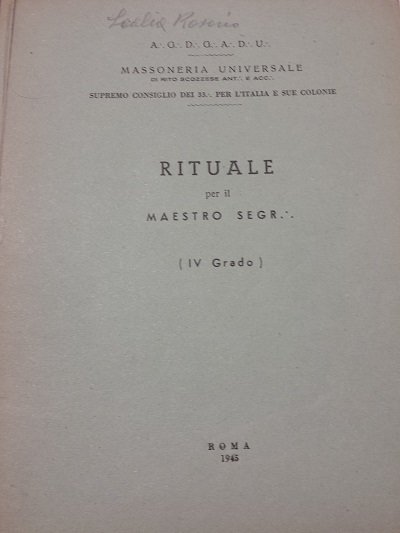 Rosario
A∴ G∴ D∴ G∴ A∴ D∴ U∴
MASSONERIA UNIVERSALE
DI RITO SCOZZESE ANT∴ E ACC∴
SUPREMO CONSIGLIO DEI 33∴ PER L'ITALIA E SUE COLONIE
RITUALE
per il
MAESTRO SEGR∴
( IV Grado )
ROMA
1945